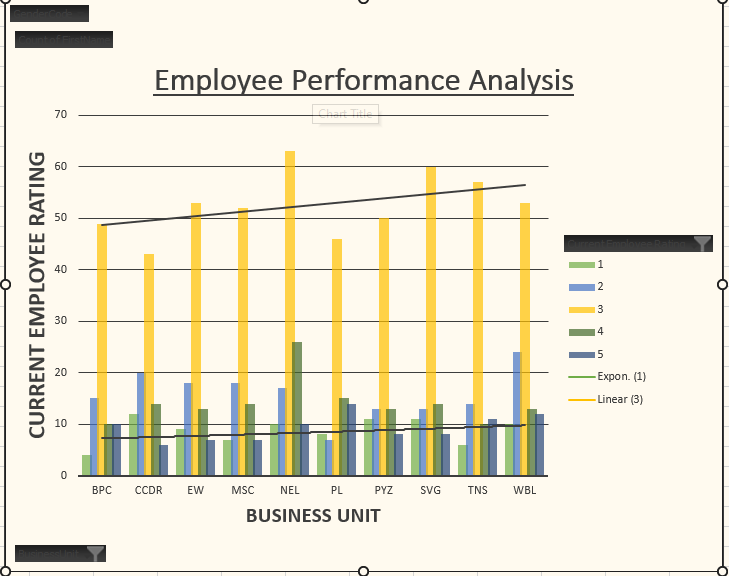 Employee Performance Analysis
Chart Title
CURRENT EMPLOYEE RATING
70
60
50
40
30
20
10
0
BPC CCDR EW MSC NEL PL PYZ SVG TNS WBL
BUSINESS UNIT
1
2
3
4
5
Expon. (1)
Linear (3)